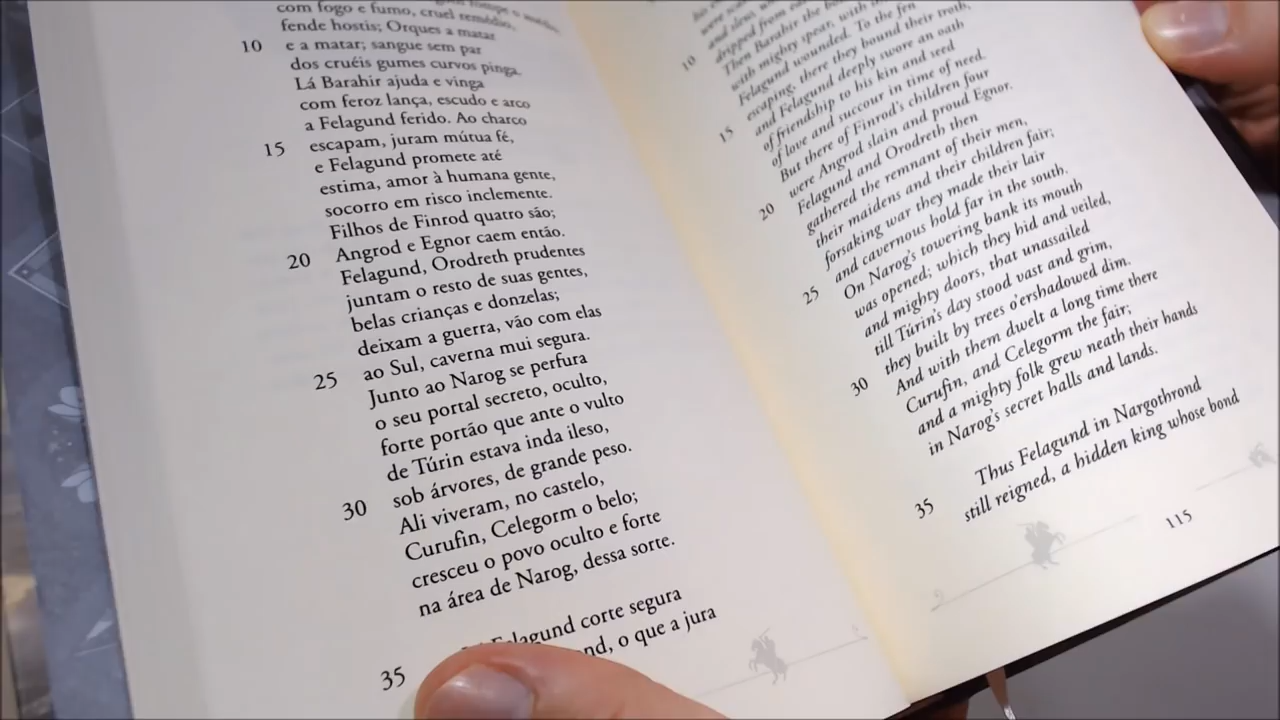 com fogo e fumo, cruel remédio,
fende hostis; Orques a matar
10 e a matar; sangue sem par
dos cruéis gumes curvos pinga.
Lá Barahir ajuda e vinga
com feroz lança, escudo e arco
a Felagund ferido. Ao charco
15 escapam, juram mútua fé,
e Felagund promete até
estima, amor à humana gente,
socorro em risco inclemente.
Filhos de Finrod quatro são;
20 Angrod e Egnor caem então.
Felagund, Orodreth prudentes
juntam o resto de suas gentes,
belas crianças e donzelas;
deixam a guerra, vão com elas
25 ao Sul, caverna mui segura.
Junto ao Narog se perfura
o seu portal secreto, oculto,
forte portão que ante o vulto
de Túrin estava inda ileso,
30 sob árvores, de grande peso.
Ali viveram, no castelo,
Curufin, Celegorm o belo;
cresceu o povo oculto e forte
na área de Narog, dessa sorte.
Felagund corte segura
35 o que a jura
10 dripped from
Then Barahir the
with mighty spear, with
Felagund wounded. To the fen
escaping, there they bound their troth,
15 and Felagund deeply swore an oath
of friendship to his kin and seed
of love and succour in time of need.
But there of Finrod's children four
were Angrod slain and proud Egnor.
20 Felagund and Orodreth then
gathered the remnant of their men,
their maidens and their children fair;
forsaking war they made their lair
and cavernous hold far in the south.
25 On Narog's towering bank its mouth
was opened; which they hid and veiled,
and mighty doors, that unassailed
till Túrin's day stood vast and grim,
they built by trees o'ershadowed dim.
30 And with them dwelt a long time there
Curufin, and Celegorm the fair;
and a mighty folk grew neath their hands
in Narog's secret halls and lands.
Thus Felagund in Nargothrond
35 still reigned, a hidden king whose bond
115